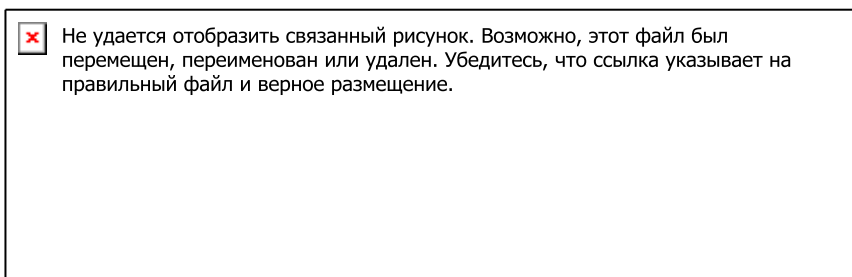 Не удается отобразить связанный рисунок. Возможно, этот файл был
перемещен, переименован или удален. Убедитесь, что ссылка указывает на
правильный файл и верное размещение.